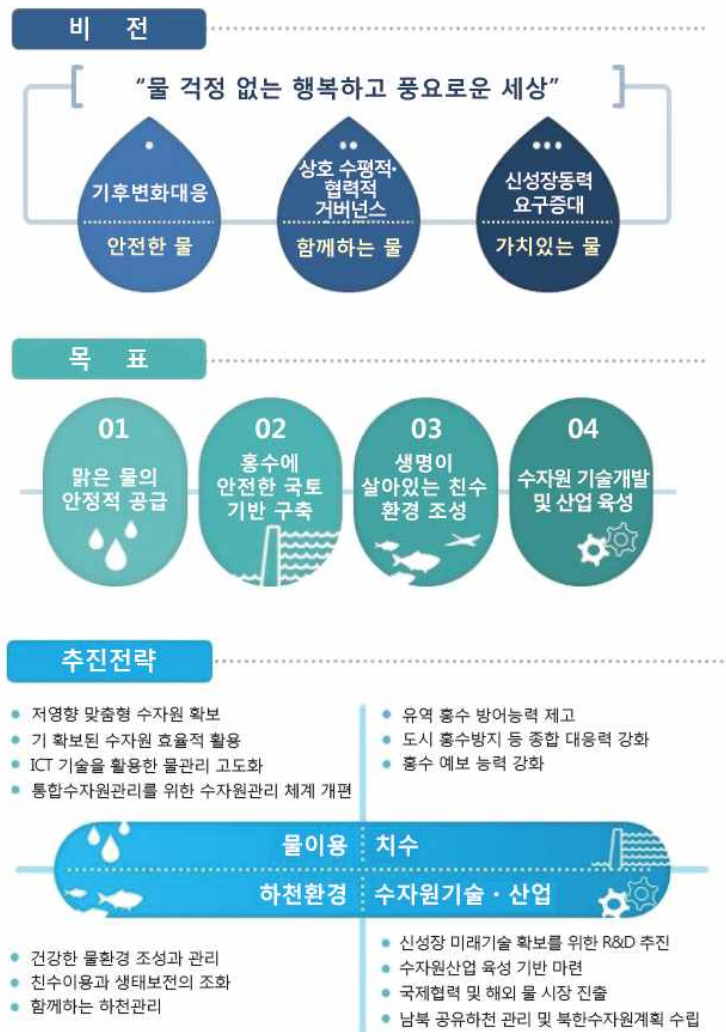 비 전
“물 걱정 없는 행복하고 풍요로운 세상”
기후변화대응
안전한 물
상호 수평적·
협력적
거버넌스
함께하는 물
신성장동력
요구증대
가치있는 물
목 표
01
맑은 물의
안정적 공급
02
홍수에
안전한 국토
기반 구축
03
생명이
살아있는 친수
환경 조성
04
수자원 기술개발
및 산업 육성
추진전략
저영향 맞춤형 수자원 확보
기 확보된 수자원 효율적 활용
ICT 기술을 활용한 물관리 고도화
통합수자원관리를 위한 수자원관리 체계 개편
유역 홍수 방어능력 제고
도시 홍수방지 등 종합 대응력 강화
홍수 예보 능력 강화
물이용 치수
하천환경 수자원기술 · 산업
건강한 물환경 조성과 관리
친수이용과 생태보전의 조화
함께하는 하천관리
신성장 미래기술 확보를 위한 R&D 추진
수자원산업 육성 기반 마련
국제협력 및 해외 물 시장 진출
남북 공유하천 관리 및 북한수자원계획 수립